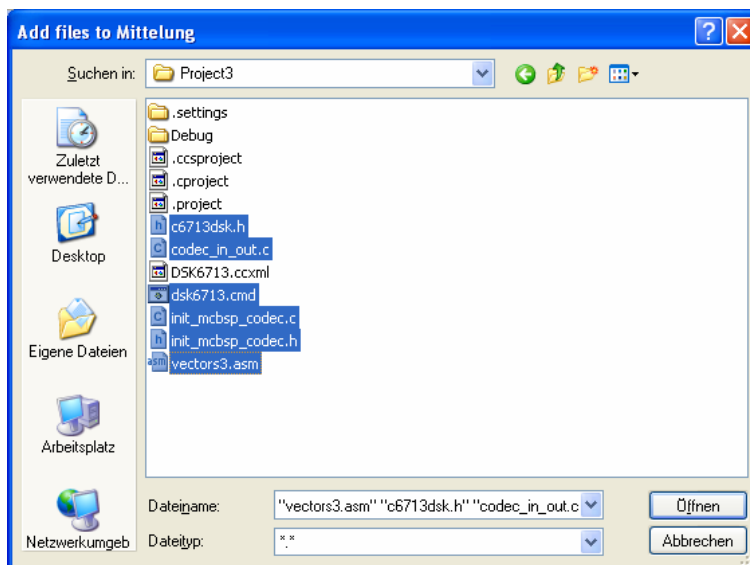 Add files to Mittelung
Suchen in:
Project3
Zuletzt
verwendete D...
Desktop
Eigene Dateien
Arbeitsplatz
Netzwerkumgeb
.settings
Debug
.ccsproject
.cproject
.project
c6713dsk.h
codec_in_out.c
DSK6713.ccxml
dsk6713.cmd
init_mcbsp_codec.c
init_mcbsp_codec.h
vectors3.asm
Dateiname:
"vectors3.asm" "c6713dsk.h" "codec_in_out.c
Öffnen
Dateityp:
*.*
Abbrechen